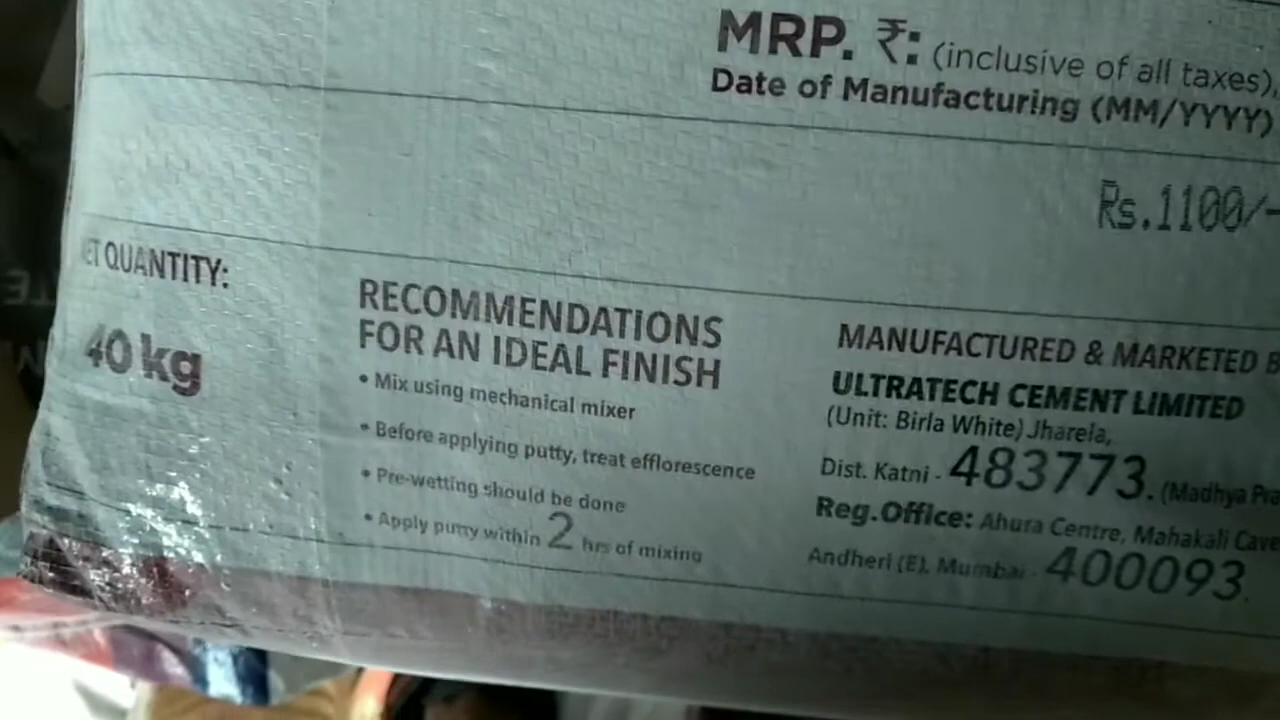 MRP. ₹: (inclusive of all taxes),
Date of Manufacturing (MM/YYYY)
Rs.1100/-
ET QUANTITY:
40 kg
RECOMMENDATIONS
FOR AN IDEAL FINISH
• Mix using mechanical mixer
• Before applying putty, treat efflorescence
• Pre-wetting should be done
• Apply putty within 2 hrs of mixing
MANUFACTURED & MARKETED B
ULTRATECH CEMENT LIMITED
(Unit: Birla White) Jharela,
Dist. Katni - 483773. (Madhya Pra
Reg.Office: Ahura Centre, Mahakali Cave
Andheri (E), Mumbai - 400093.